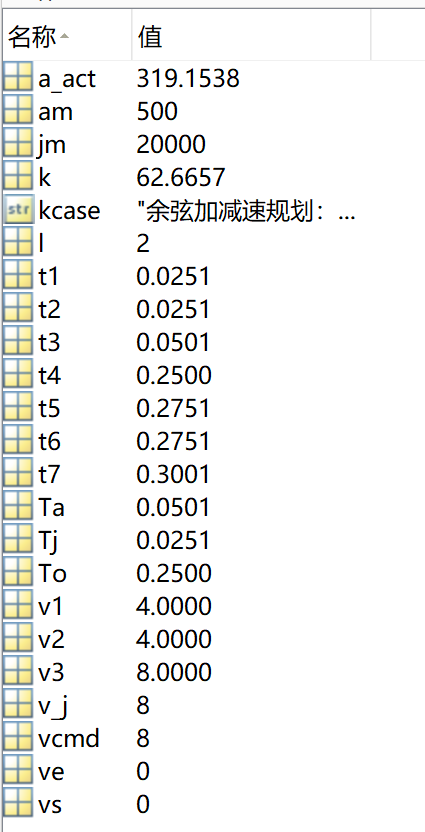 名称 值
a_act 319.1538
am 500
jm 20000
k 62.6657
str kcase "余弦加减速规划：...
l 2
t1 0.0251
t2 0.0251
t3 0.0501
t4 0.2500
t5 0.2751
t6 0.2751
t7 0.3001
Ta 0.0501
Tj 0.0251
To 0.2500
v1 4.0000
v2 4.0000
v3 8.0000
v_j 8
vcmd 8
ve 0
vs 0